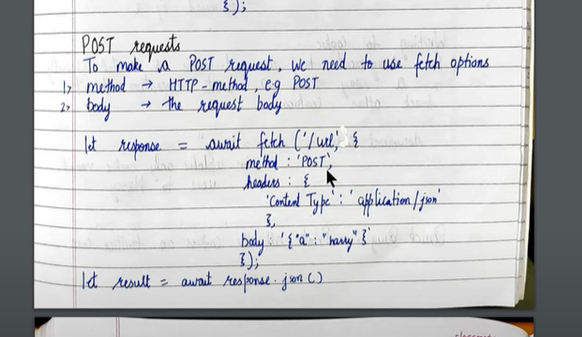 });
POST requests
To make a POST request, we need to use fetch options
1> method → HTTP-method, e.g POST
2> body → the request body
let response = await fetch ('/url', {
method : 'POST',
headers : {
'Content Type' : 'application/json'
},
body : '{"a" : "harry"}'
});
let result = await response.json()
classmate